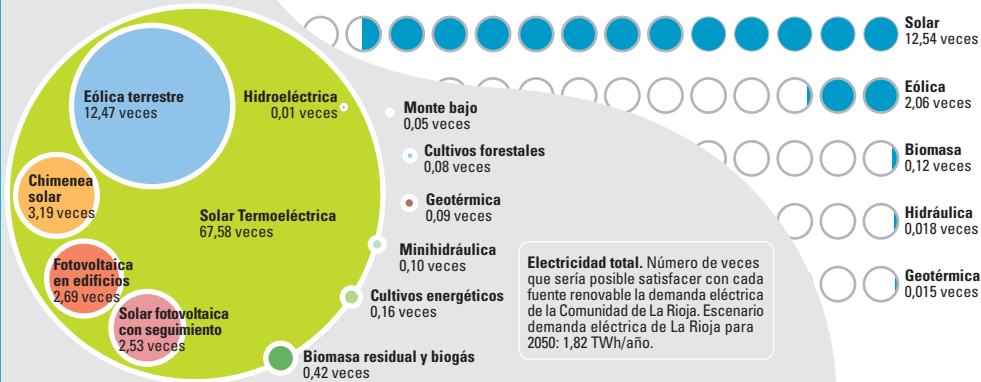 Eólica terrestre
12,47 veces
Hidroeléctrica
0,01 veces
Chimenea
solar
3,19 veces
Solar Termoeléctrica
67,58 veces
Fotovoltaica
en edificios
2,69 veces
Solar fotovoltaica
con seguimiento
2,53 veces
Monte bajo
0,05 veces
Cultivos forestales
0,08 veces
Geotérmica
0,09 veces
Minihidráulica
0,10 veces
Cultivos energéticos
0,16 veces
Biomasa residual y biogás
0,42 veces
Electricidad total. Número de veces
que sería posible satisfacer con cada
fuente renovable la demanda eléctrica
de la Comunidad de La Rioja. Escenario
demanda eléctrica de La Rioja para
2050: 1,82 TWh/año.
Solar
12,54 veces
Eólica
2,06 veces
Biomasa
0,12 veces
Hidráulica
0,018 veces
Geotérmica
0,015 veces